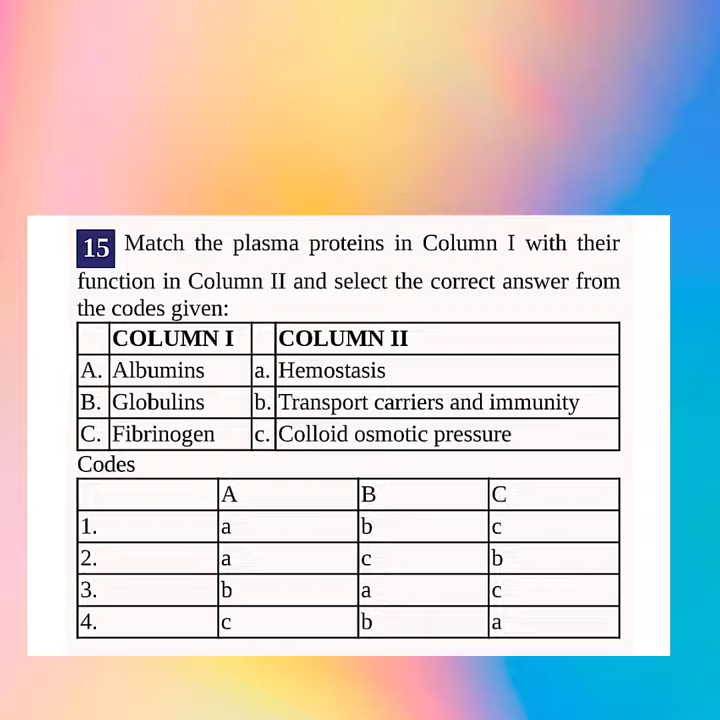 15 Match the plasma proteins in Column I with their
function in Column II and select the correct answer from
the codes given:
COLUMN I COLUMN II
A. Albumins a. Hemostasis
B. Globulins b. Transport carriers and immunity
C. Fibrinogen c. Colloid osmotic pressure
Codes
A B C
1. a b c
2. a c b
3. b a c
4. c b a